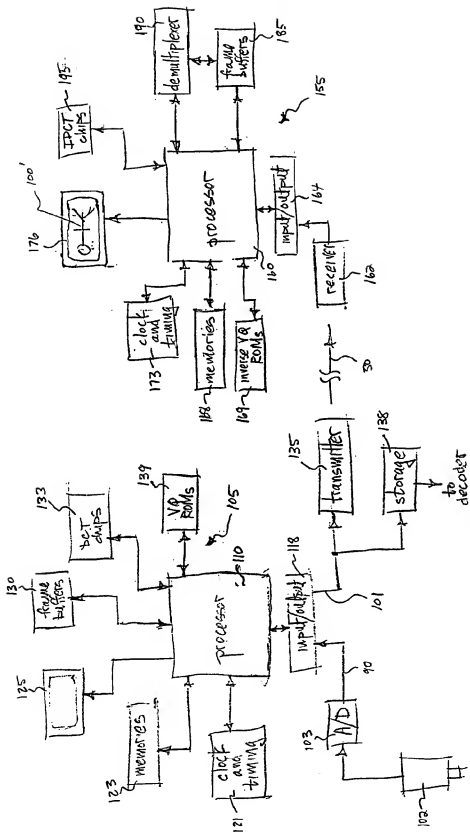 133
DCT
chips
139
VQ
ROMs
105
130
frame
buffers
125
processor
110
123
memories
121
clock
and
timing
input/output
118
101
90
103
A/D
102
135
transmitter
138
storage
to
decoder
50
195
IDCT
chips
190
demultiplexer
185
frame
buffers
155
100'
176
processor
160
173
clock
and
timing
168
memories
169
inverse VQ
ROMs
input/output
164
receiver
162